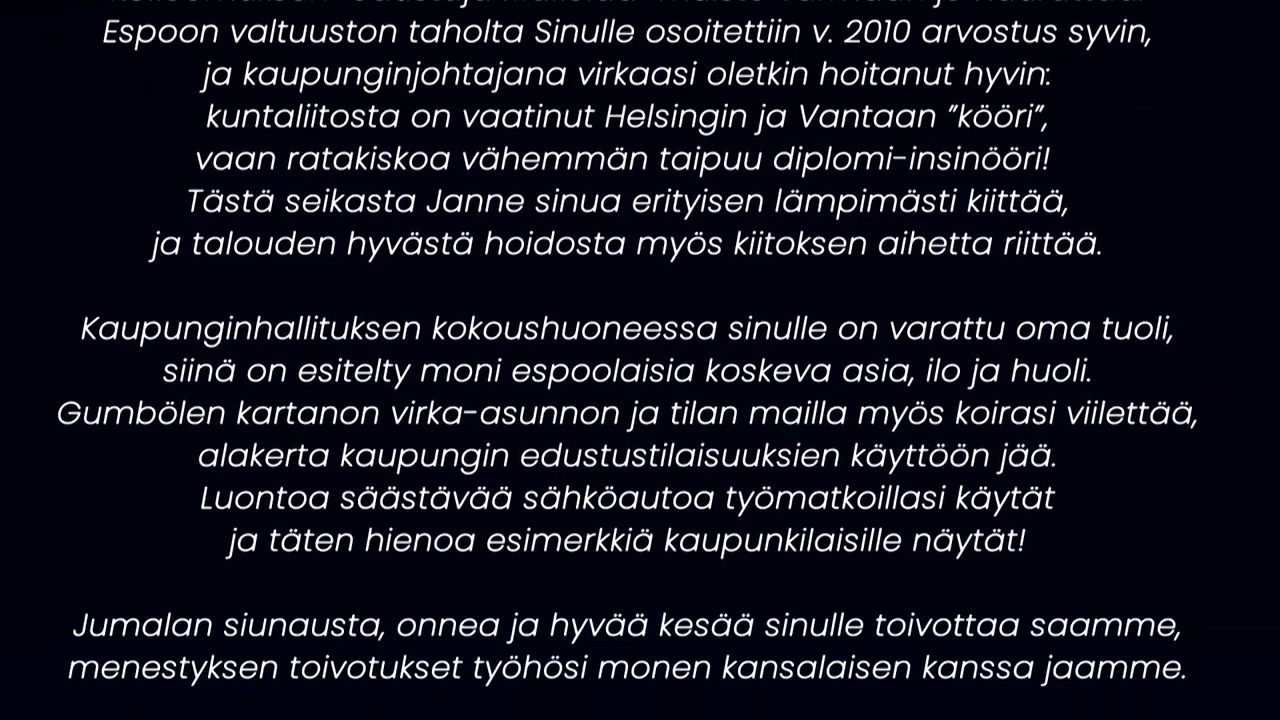 Espoon valtuuston taholta Sinulle osoitettiin v. 2010 arvostus syvin,
ja kaupunginjohtajana virkaasi oletkin hoitanut hyvin:
kuntaliitosta on vaatinut Helsingin ja Vantaan ”kööri”,
vaan ratakiskoa vähemmän taipuu diplomi-insinööri!
Tästä seikasta Janne sinua erityisen lämpimästi kiittää,
ja talouden hyvästä hoidosta myös kiitoksen aihetta riittää.
Kaupunginhallituksen kokoushuoneessa sinulle on varattu oma tuoli,
siinä on esitelty moni espoolaisia koskeva asia, ilo ja huoli.
Gumbölen kartanon virka-asunnon ja tilan mailla myös koirasi viilettää,
alakerta kaupungin edustustilaisuuksien käyttöön jää.
Luontoa säästävää sähköautoa työmatkoillasi käytät
ja täten hienoa esimerkkiä kaupunkilaisille näytät!
Jumalan siunausta, onnea ja hyvää kesää sinulle toivottaa saamme,
menestyksen toivotukset työhösi monen kansalaisen kanssa jaamme.